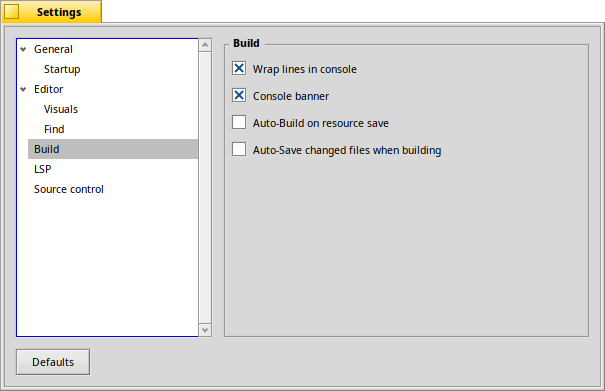 Settings
General
Startup
Editor
Visuals
Find
Build
LSP
Source control
Build
Wrap lines in console
Console banner
Auto-Build on resource save
Auto-Save changed files when building
Defaults